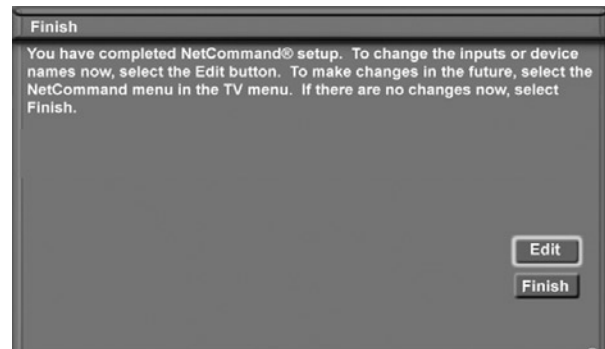 Finish
You have completed NetCommand® setup. To change the inputs or device
names now, select the Edit button. To make changes in the future, select the
NetCommand menu in the TV menu. If there are no changes now, select
Finish.
Edit
Finish